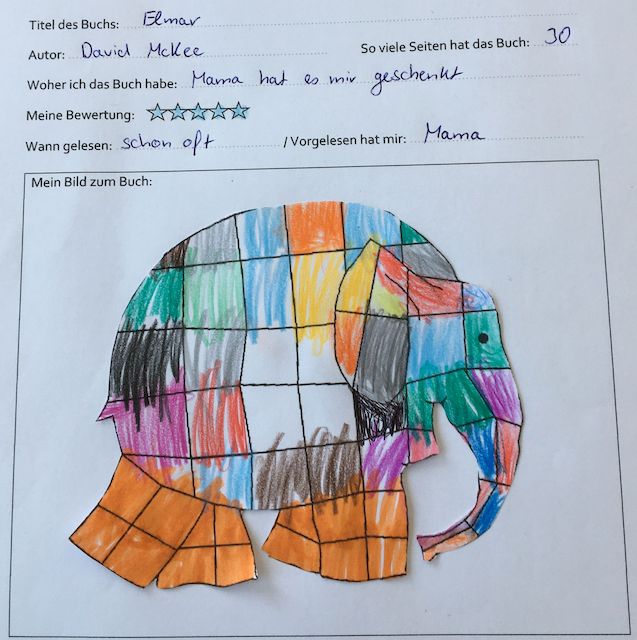 Titel des Buchs: Elmar
Autor: David McKee So viele Seiten hat das Buch: 30
Woher ich das Buch habe: Mama hat es mir geschenkt
Meine Bewertung:
Wann gelesen: schon oft / Vorgelesen hat mir: Mama
Mein Bild zum Buch: